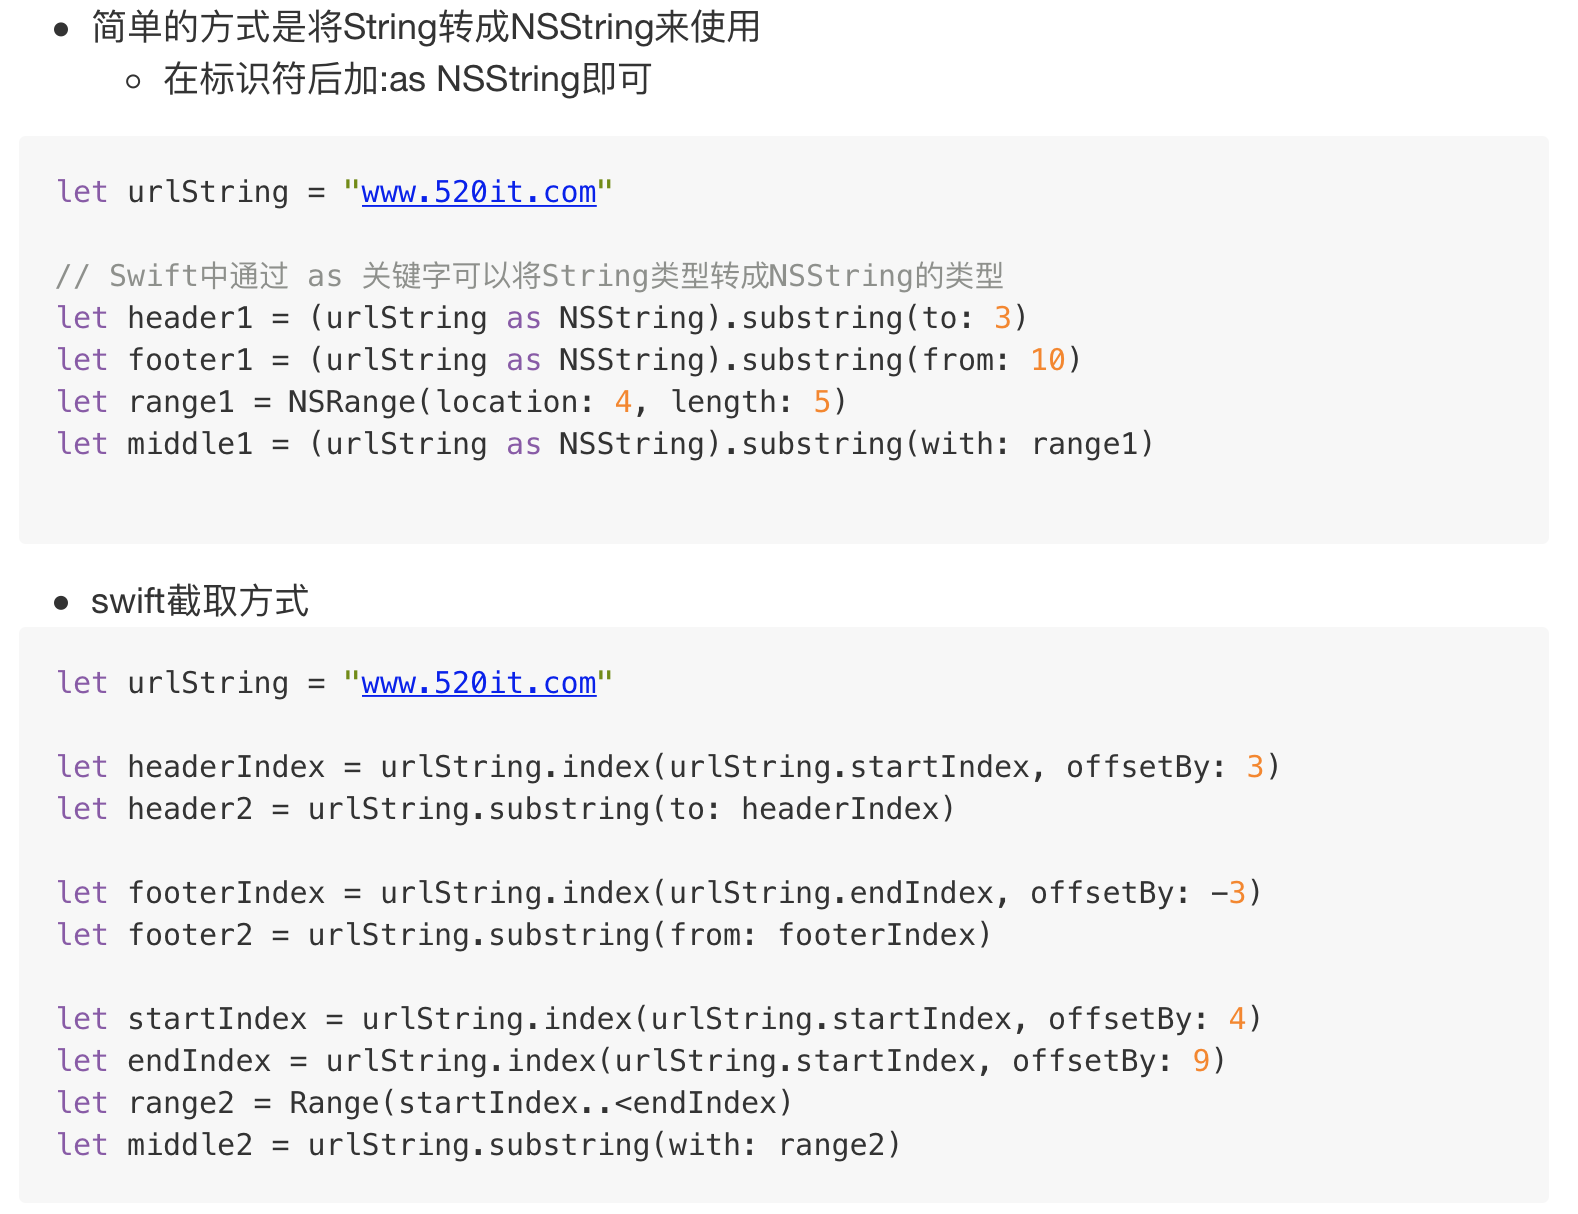 简单的方式是将String转成NSString来使用
在标识符后加:as NSString即可
let urlString = "www.520it.com"
// Swift中通过 as 关键字可以将String类型转成NSString的类型
let header1 = (urlString as NSString).substring(to: 3)
let footer1 = (urlString as NSString).substring(from: 10)
let range1 = NSRange(location: 4, length: 5)
let middle1 = (urlString as NSString).substring(with: range1)
swift截取方式
let urlString = "www.520it.com"
let headerIndex = urlString.index(urlString.startIndex, offsetBy: 3)
let header2 = urlString.substring(to: headerIndex)
let footerIndex = urlString.index(urlString.endIndex, offsetBy: -3)
let footer2 = urlString.substring(from: footerIndex)
let startIndex = urlString.index(urlString.startIndex, offsetBy: 4)
let endIndex = urlString.index(urlString.startIndex, offsetBy: 9)
let range2 = Range(startIndex..<endIndex)
let middle2 = urlString.substring(with: range2)